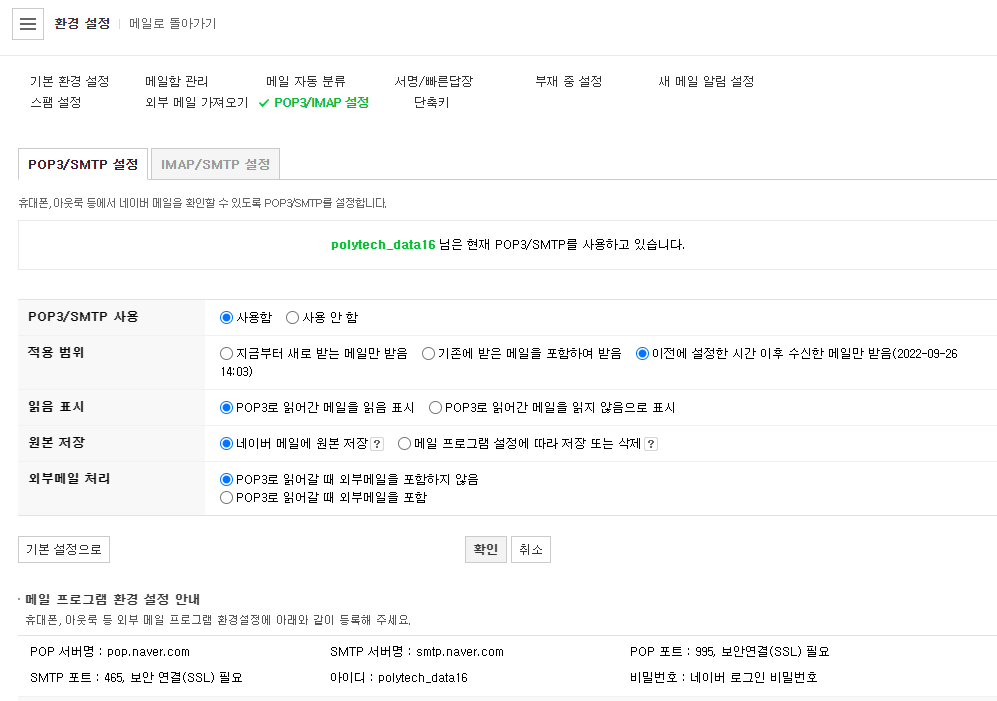 환경 설정 | 메일로 돌아가기
기본 환경 설정 메일함 관리 메일 자동 분류 서명/빠른답장 부재 중 설정 새 메일 알림 설정
스팸 설정 외부 메일 가져오기 POP3/IMAP 설정 단축키
POP3/SMTP 설정 IMAP/SMTP 설정
휴대폰, 아웃룩 등에서 네이버 메일을 확인할 수 있도록 POP3/SMTP를 설정합니다.
polytech_data16 님은 현재 POP3/SMTP를 사용하고 있습니다.
POP3/SMTP 사용 사용함 사용 안 함
적용 범위 지금부터 새로 받는 메일만 받음 기존에 받은 메일을 포함하여 받음 이전에 설정한 시간 이후 수신한 메일만 받음(2022-09-26
14:03)
읽음 표시 POP3로 읽어간 메일을 읽음 표시 POP3로 읽어간 메일을 읽지 않음으로 표시
원본 저장 네이버 메일에 원본 저장 ? 메일 프로그램 설정에 따라 저장 또는 삭제 ?
외부메일 처리 POP3로 읽어갈 때 외부메일을 포함하지 않음
POP3로 읽어갈 때 외부메일을 포함
기본 설정으로 확인 취소
· 메일 프로그램 환경 설정 안내
휴대폰, 아웃룩 등 외부 메일 프로그램 환경설정에 아래와 같이 등록해 주세요.
POP 서버명 : pop.naver.com SMTP 서버명 : smtp.naver.com POP 포트 : 995, 보안연결(SSL) 필요
SMTP 포트 : 465, 보안 연결(SSL) 필요 아이디 : polytech_data16 비밀번호 : 네이버 로그인 비밀번호